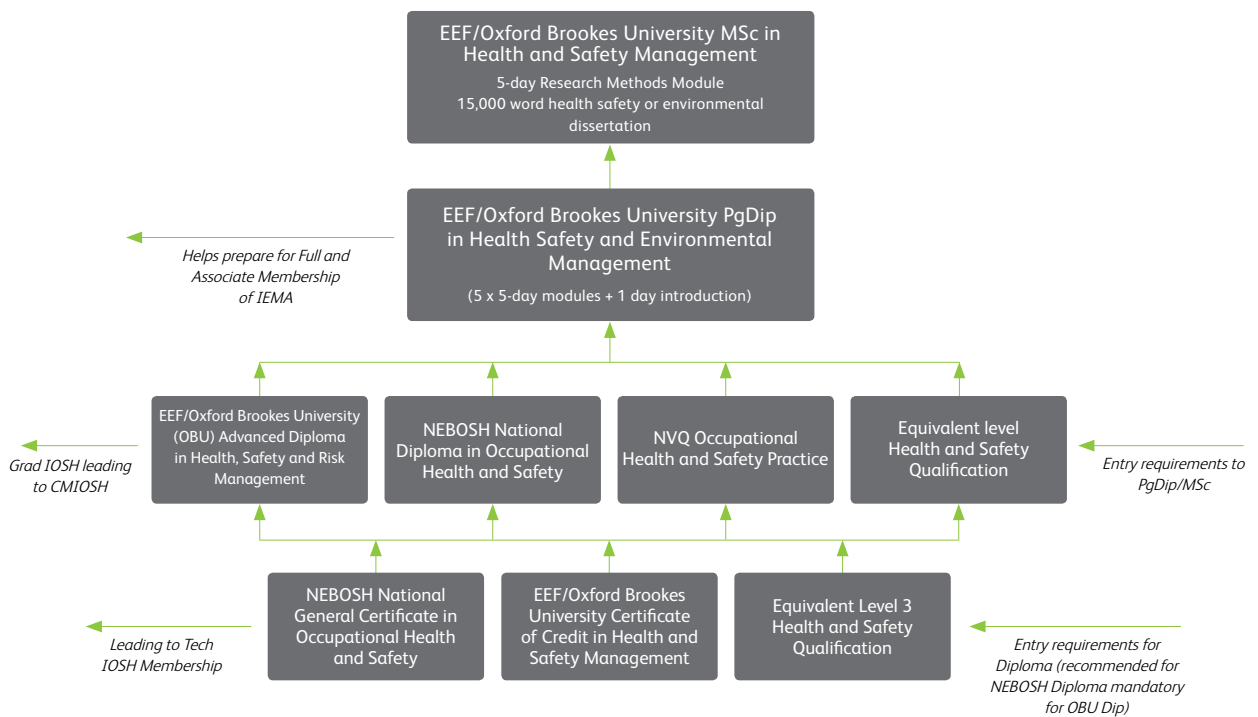 EEF/Oxford Brookes University MSc in
Health and Safety Management
5-day Research Methods Module
15,000 word health safety or environmental
dissertation
EEF/Oxford Brookes University PgDip
in Health Safety and Environmental
Management
(5 x 5-day modules + 1 day introduction)
Helps prepare for Full and
Associate Membership
of IEMA
EEF/Oxford Brookes University
(OBU) Advanced Diploma
in Health, Safety and Risk
Management
NEBOSH National
Diploma in Occupational
Health and Safety
NVQ Occupational
Health and Safety Practice
Equivalent level
Health and Safety
Qualification
Grad IOSH leading
to CMIOSH
Entry requirements to
PgDip/MSc
NEBOSH National
General Certificate in
Occupational Health
and Safety
EEF/Oxford Brookes
University Certificate
of Credit in Health and
Safety Management
Equivalent Level 3
Health and Safety
Qualification
Leading to Tech
IOSH Membership
Entry requirements for
Diploma (recommended for
NEBOSH Diploma mandatory
for OBU Dip)